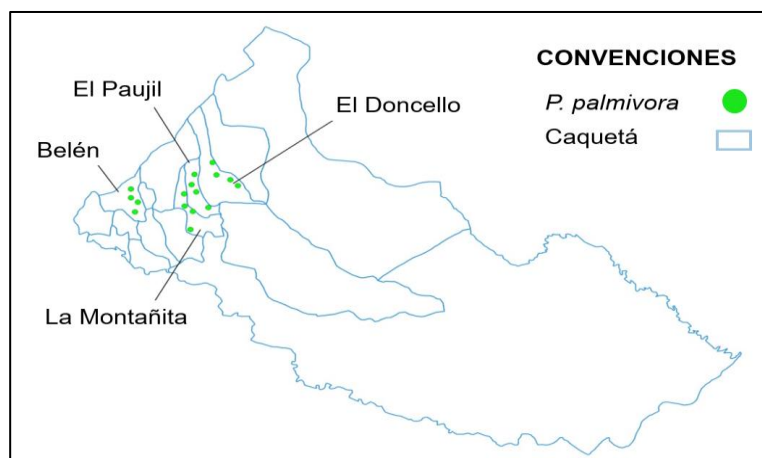 CONVENCIONES
P. palmivora
Caquetá
El Paujil
El Doncello
Belén
La Montañita